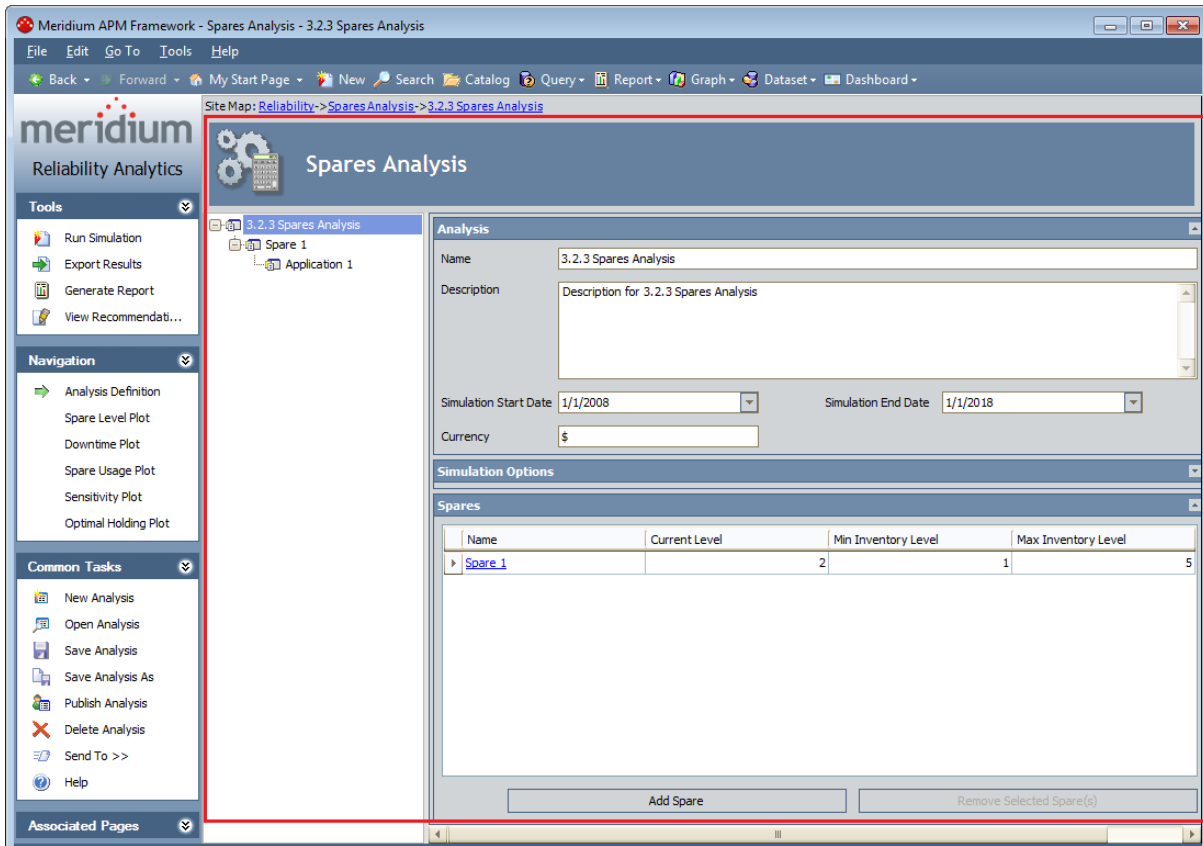 Meridium APM Framework - Spares Analysis - 3.2.3 Spares Analysis
File Edit Go To Tools Help
Back Forward My Start Page New Search Catalog Query Report Graph Dataset Dashboard
meridium
Reliability Analytics
Tools
Run Simulation
Export Results
Generate Report
View Recommendati...
Navigation
Analysis Definition
Spare Level Plot
Downtime Plot
Spare Usage Plot
Sensitivity Plot
Optimal Holding Plot
Common Tasks
New Analysis
Open Analysis
Save Analysis
Save Analysis As
Publish Analysis
Delete Analysis
Send To >>
Help
Associated Pages
Site Map: Reliability->Spares Analysis->3.2.3 Spares Analysis
Spares Analysis
3.2.3 Spares Analysis
Spare 1
Application 1
Analysis
Name 3.2.3 Spares Analysis
Description Description for 3.2.3 Spares Analysis
Simulation Start Date 1/1/2008 Simulation End Date 1/1/2018
Currency $
Simulation Options
Spares
Name Current Level Min Inventory Level Max Inventory Level
Spare 1 2 1 5
Add Spare Remove Selected Spare(s)